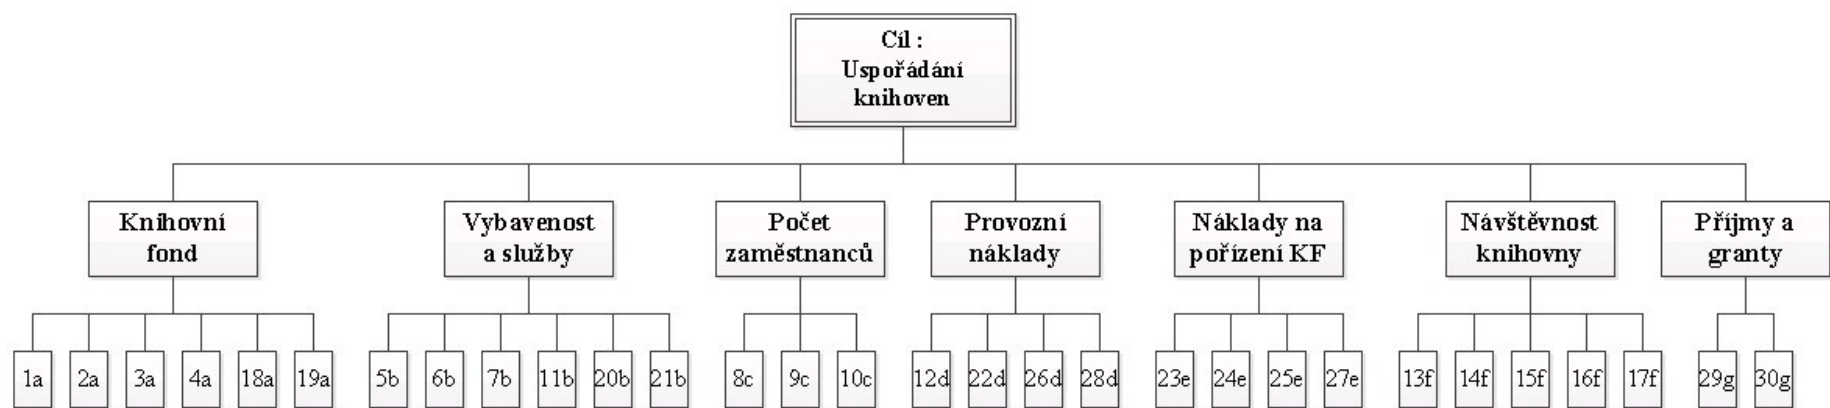 Cíl :
Uspořádání
knihoven
Knihovní
fond
Vybavenost
a služby
Počet
zaměstnanců
Provozní
náklady
Náklady na
pořízení KF
Návštěvnost
knihovny
Příjmy a
granty
1a 2a 3a 4a 18a 19a 5b 6b 7b 11b 20b 21b 8c 9c 10c 12d 22d 26d 28d 23e 24e 25e 27e 13f 14f 15f 16f 17f 29g 30g